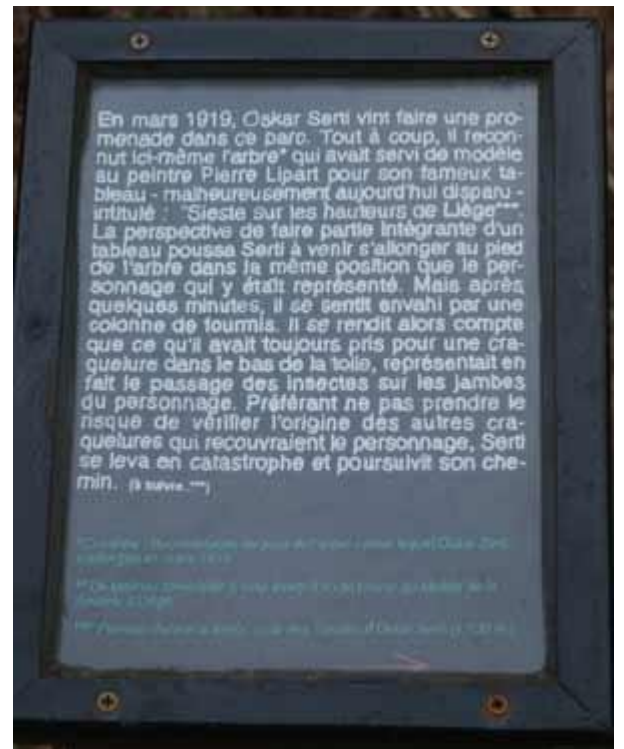 En mars 1919, Oskar Serti vint faire une pro-
menade dans ce parc. Tout à coup, il recon-
nut ici-même l'arbre* qui avait servi de modèle
au peintre Pierre Lipart pour son fameux ta-
bleau - malheureusement aujourd'hui disparu -
intitulé : "Sieste sur les hauteurs de Liège"**.
La perspective de faire partie intégrante d'un
tableau poussa Serti à venir s'allonger au pied
de l'arbre dans la même position que le per-
sonnage qui y était représenté. Mais après
quelques minutes, il se sentit envahi par une
colonne de fourmis. Il se rendit alors compte
que ce qu'il avait toujours pris pour une cra-
quelure dans le bas de la toile, représentait en
fait le passage des insectes sur les jambes
du personnage. Préférant ne pas prendre le
risque de vérifier l'origine des autres cra-
quelures qui recouvraient le personnage, Serti
se leva en catastrophe et poursuivit son che-
min. (à suivre ***)